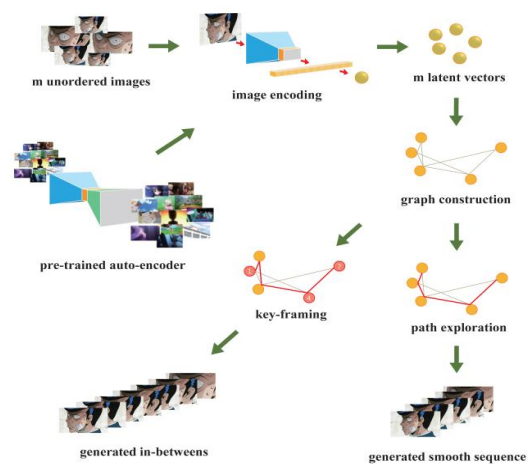 m unordered images
image encoding
m latent vectors
graph construction
pre-trained auto-encoder
key-framing
path exploration
generated in-betweens
generated smooth sequence